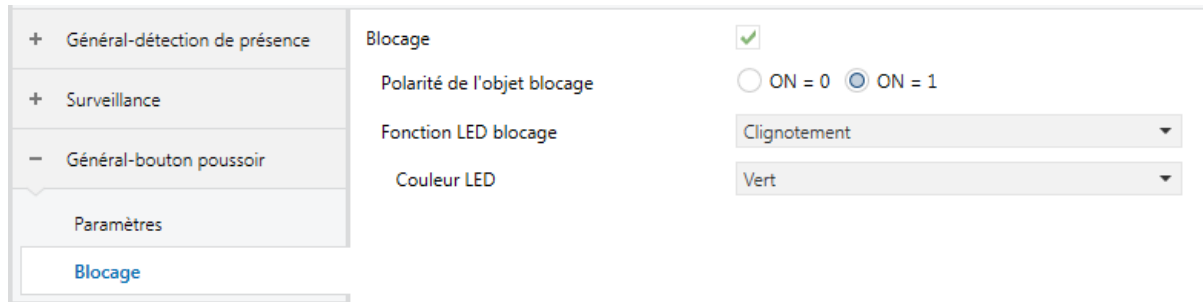 + Général-détection de présence
+ Surveillance
− Général-bouton poussoir
Paramètres
Blocage
Blocage
Polarité de l'objet blocage ON = 0 ON = 1
Fonction LED blocage Clignotement
Couleur LED Vert